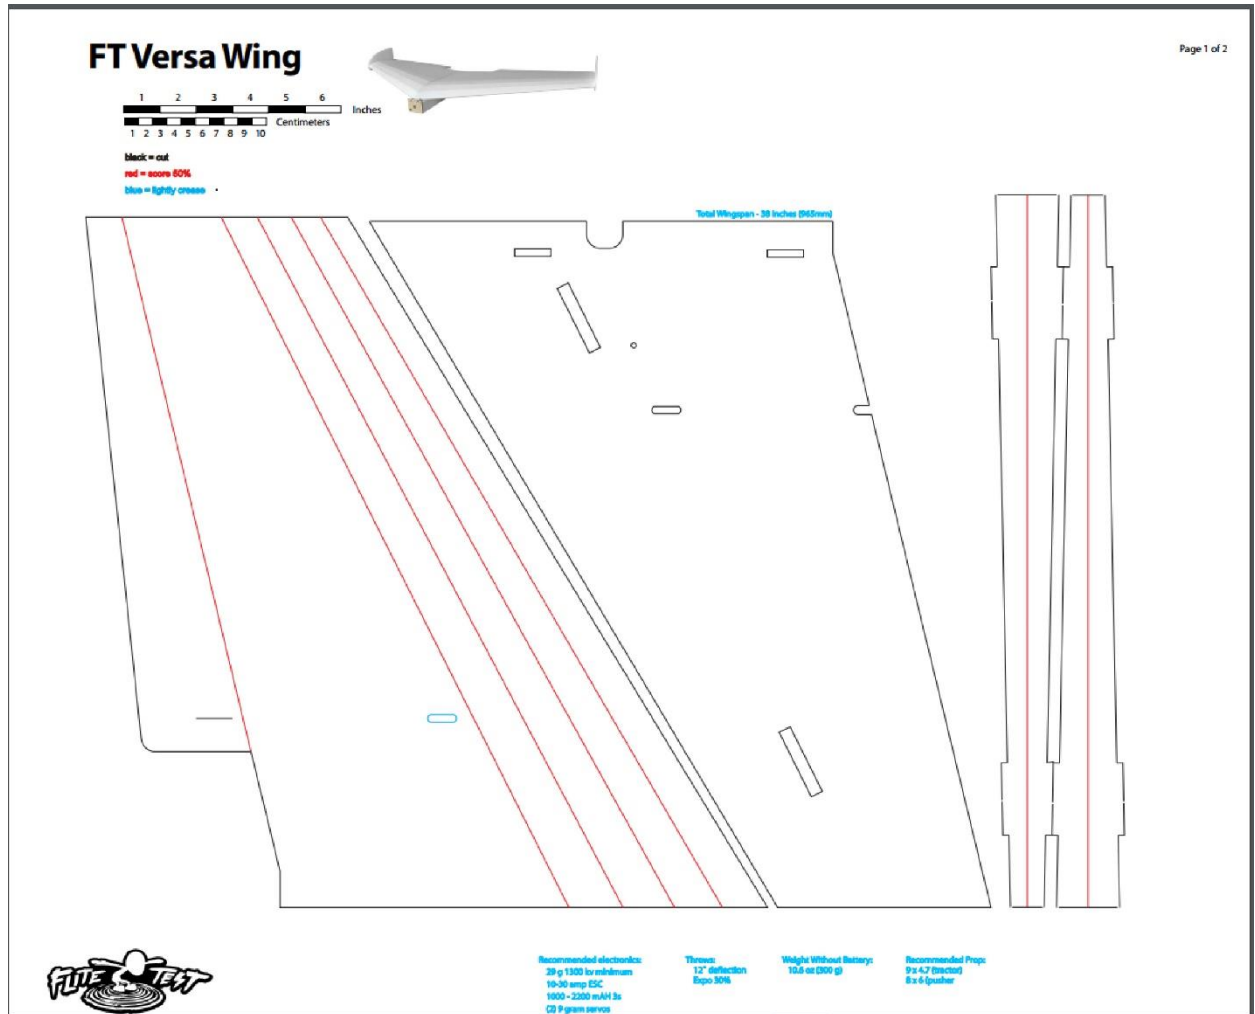 FT Versa Wing
Page 1 of 2
1 2 3 4 5 6
Inches
Centimeters
1 2 3 4 5 6 7 8 9 10
black = cut
red = score 50%
blue = lightly crease
Total Wingspan - 38 inches (965mm)
FLITE TEST
Recommended electronics:
28 g 1300 kv minimum
10-30 amp ESC
1000 - 2200 mAH 3s
(2) 9 gram servos
Throws:
12° deflection
Expo 30%
Weight Without Battery:
10.6 oz (300 g)
Recommended Prop:
9 x 4.7 (tractor)
8 x 6 (pusher